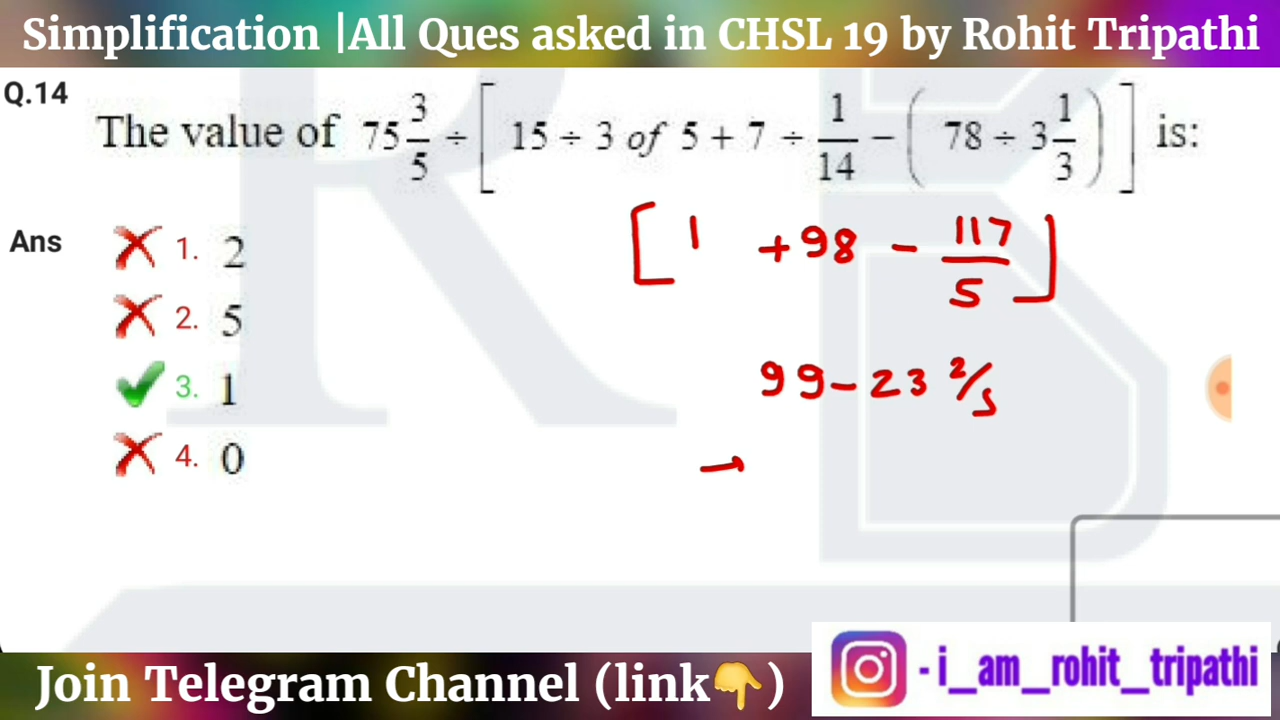 Simplification |All Ques asked in CHSL 19 by Rohit Tripathi
Q.14
The value of 75 3/5 ÷ [ 15 ÷ 3 of 5 + 7 ÷ 1/14 − ( 78 ÷ 3 1/3 ) ] is:
[ 1 + 98 − 117/5 ]
Ans
1. 2
2. 5
3. 1
4. 0
99 − 23 2/5
Join Telegram Channel (link👇)
- i_am_rohit_tripathi